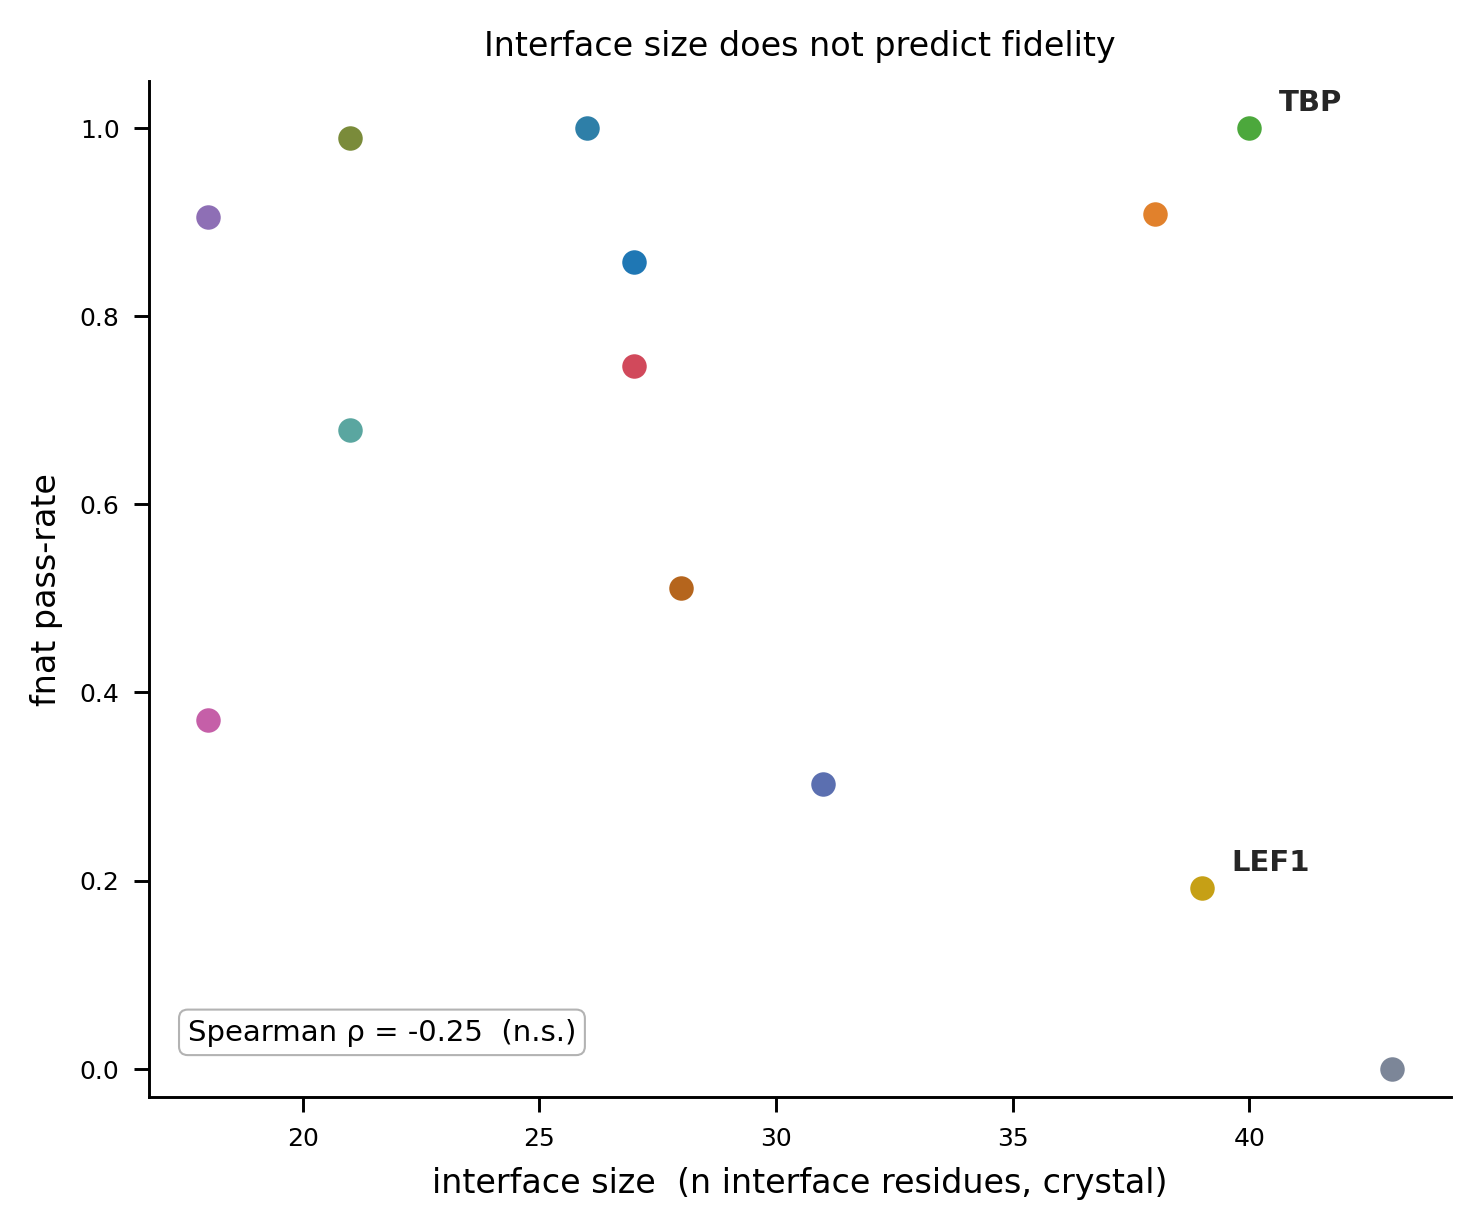 Interface size does not predict fidelity
TBP
1.0
0.8
0.6
0.4
0.2
0.0
fnat pass-rate
LEF1
Spearman ρ = -0.25 (n.s.)
20
25
30
35
40
interface size (n interface residues, crystal)